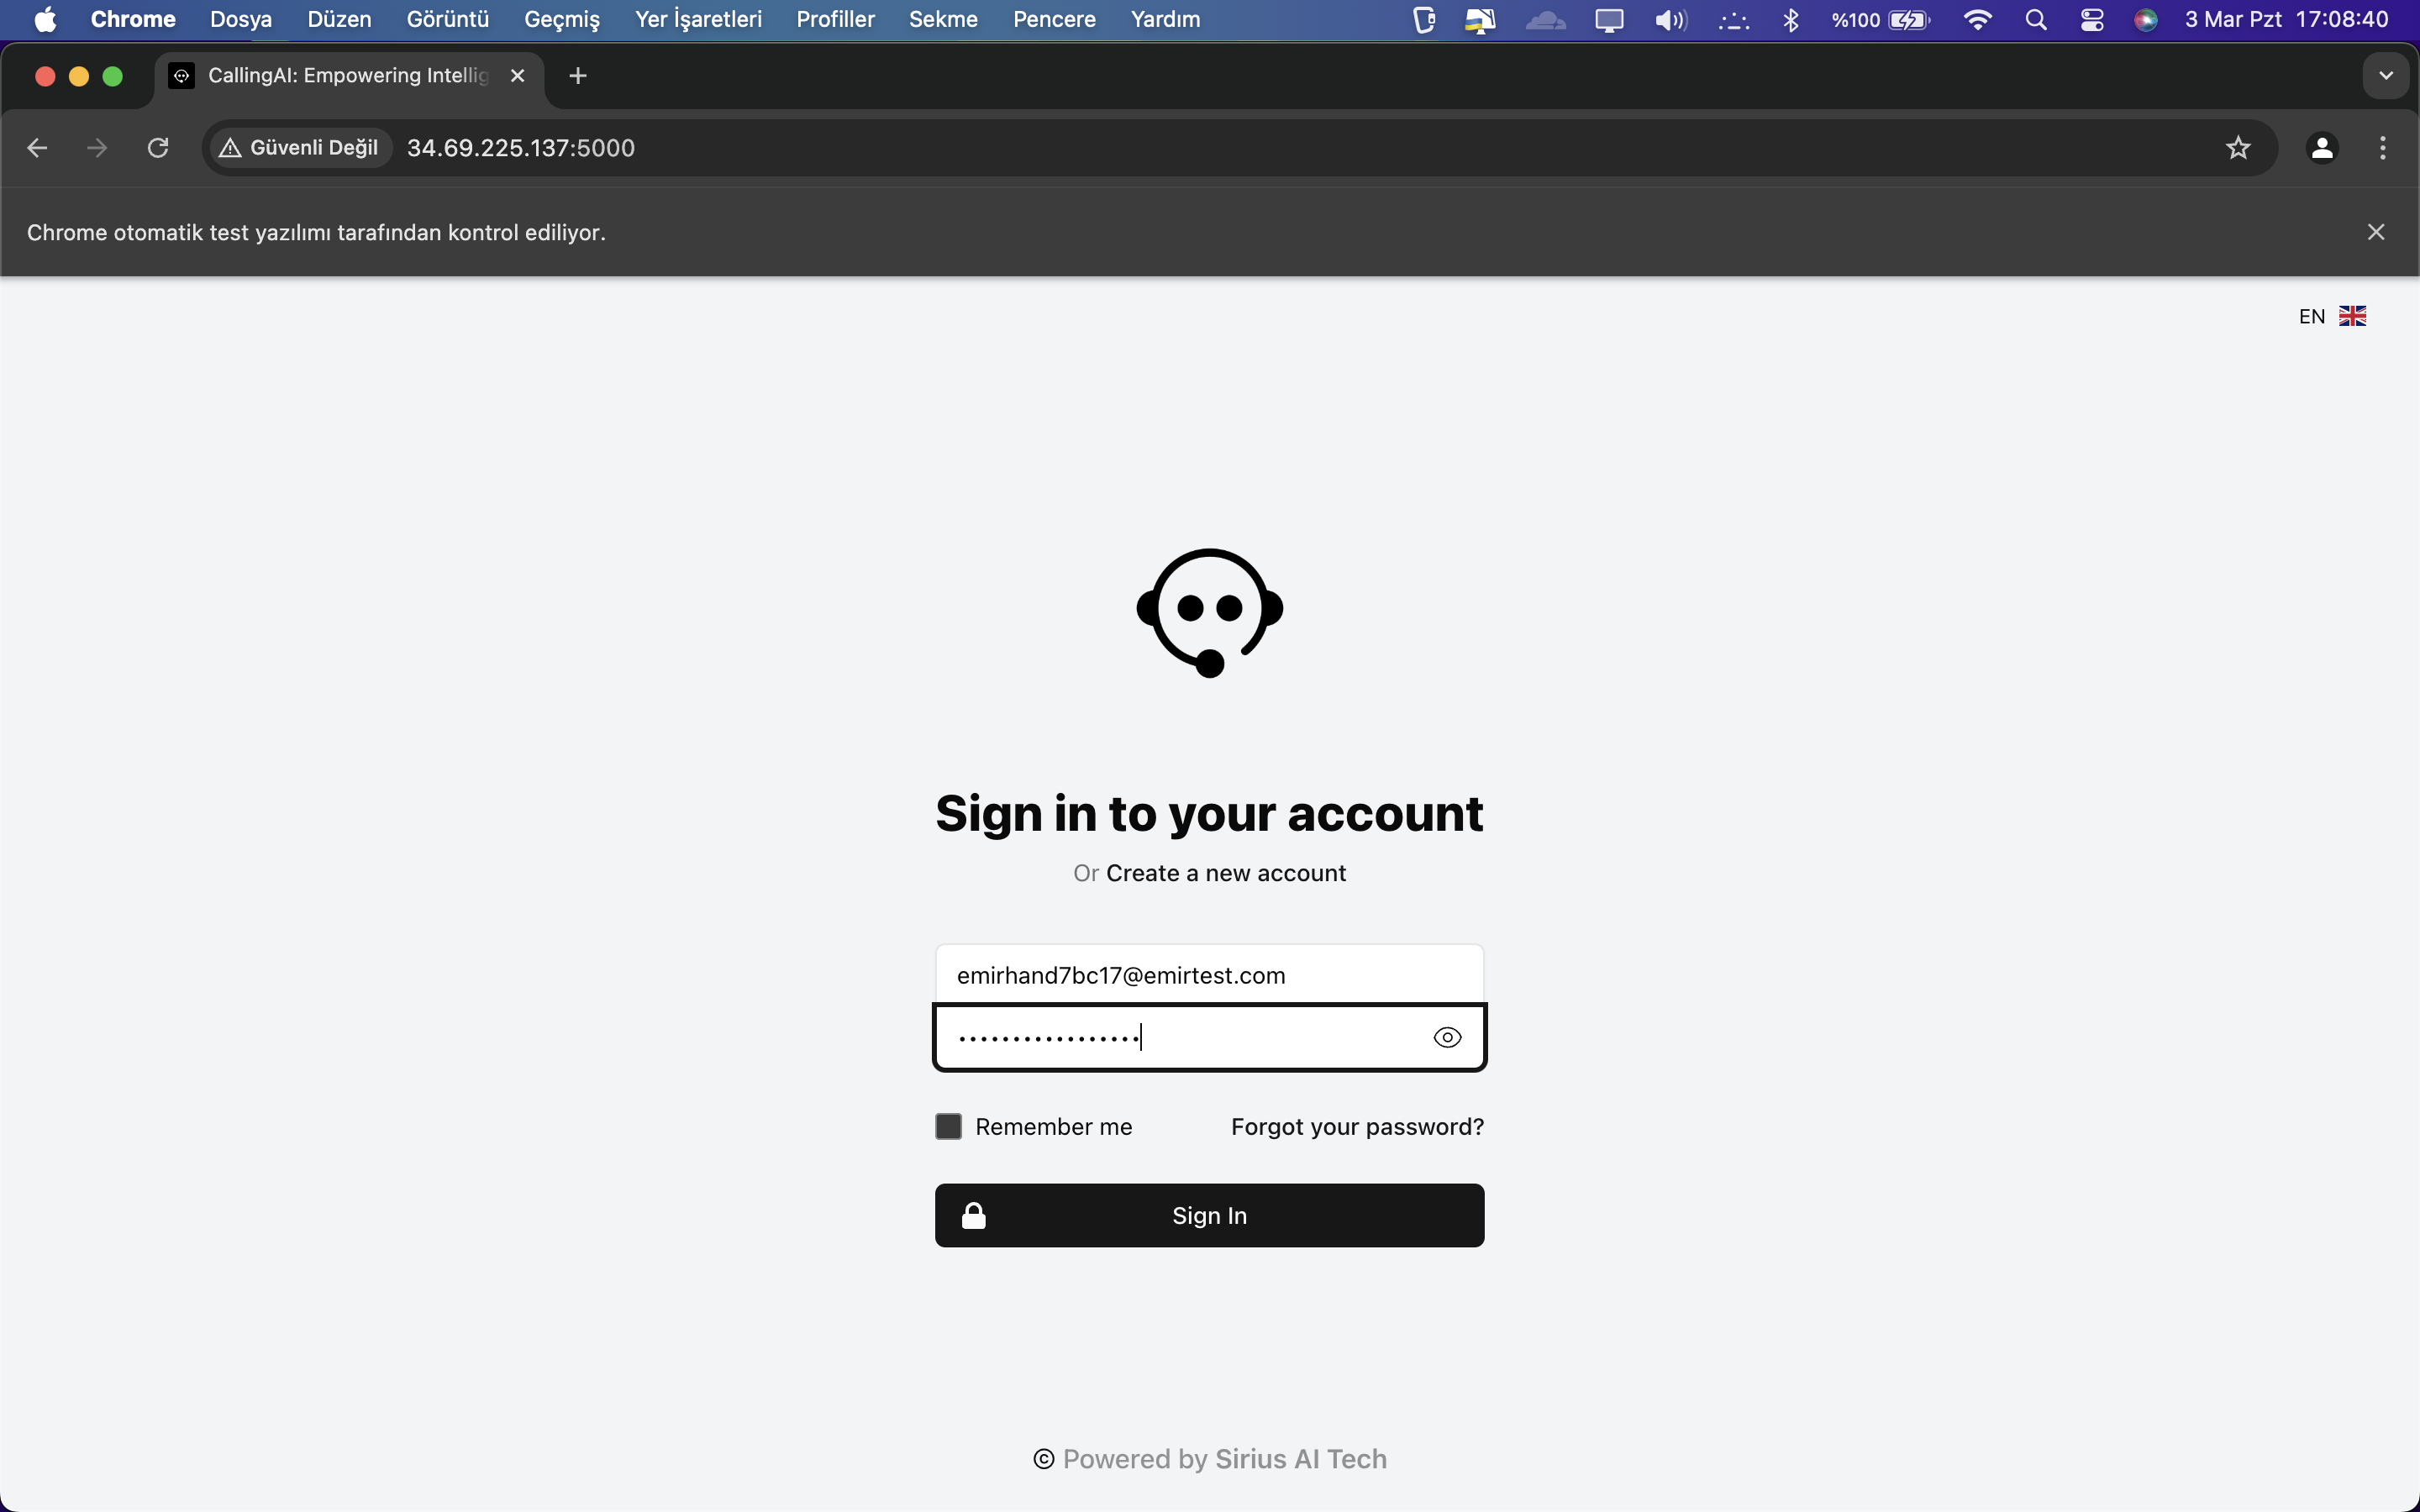 Chrome Dosya Düzen Görüntü Geçmiş Yer İşaretleri Profiller Sekme Pencere Yardım %100 3 Mar Pzt 17:08:40
CallingAI: Empowering Intellig
Güvenli Değil 34.69.225.137:5000
Chrome otomatik test yazılımı tarafından kontrol ediliyor.
EN
Sign in to your account
Or Create a new account
emirhand7bc17@emirtest.com
•••••••••••••••••
Remember me Forgot your password?
Sign In
© Powered by Sirius AI Tech